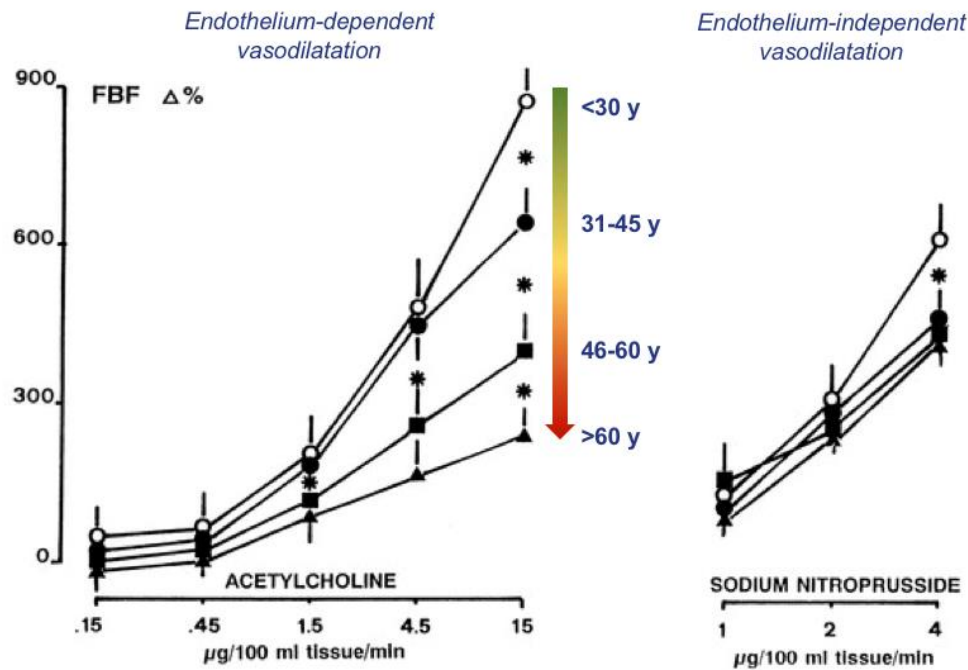 Endothelium-dependent
vasodilatation
Endothelium-independent
vasodilatation
900
FBF Δ%
600
300
0
<30 y
31-45 y
46-60 y
>60 y
ACETYLCHOLINE
.15 .45 1.5 4.5 15
µg/100 ml tissue/min
SODIUM NITROPRUSSIDE
1 2 4
µg/100 ml tissue/min